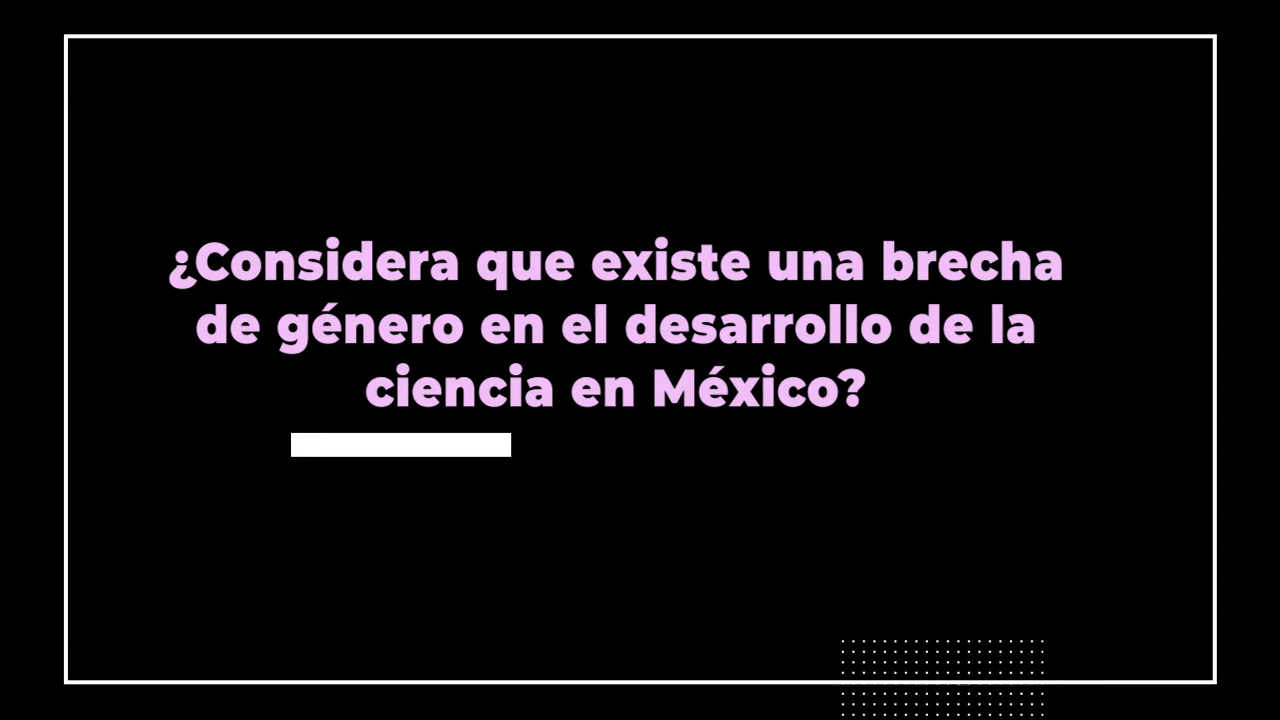 ¿Considera que existe una brecha
de género en el desarrollo de la
ciencia en México?